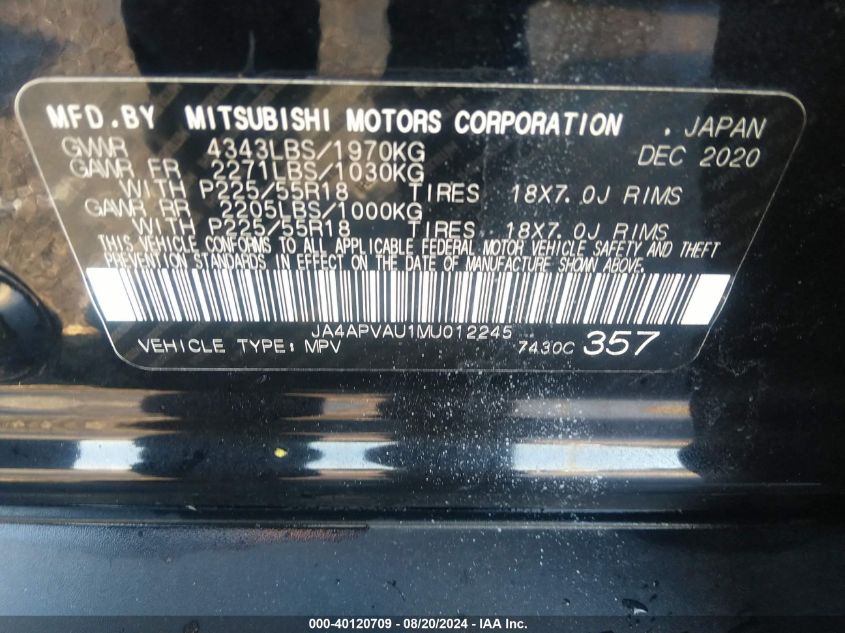 MFD.BY MITSUBISHI MOTORS CORPORATION . JAPAN
GVWR 4343LBS/1970KG DEC 2020
GAWR FR 2271LBS/1030KG
WITH P225/55R18 TIRES 18X7.0J RIMS
GAWR RR 2205LBS/1000KG
WITH P225/55R18 TIRES 18X7.0J RIMS
THIS VEHICLE CONFORMS TO ALL APPLICABLE FEDERAL MOTOR VEHICLE SAFETY AND THEFT
PREVENTION STANDARDS IN EFFECT ON THE DATE OF MANUFACTURE SHOWN ABOVE.
JA4APVAU1MU012245
VEHICLE TYPE: MPV 7430C 357
000-40120709 - 08/20/2024 - IAA Inc.